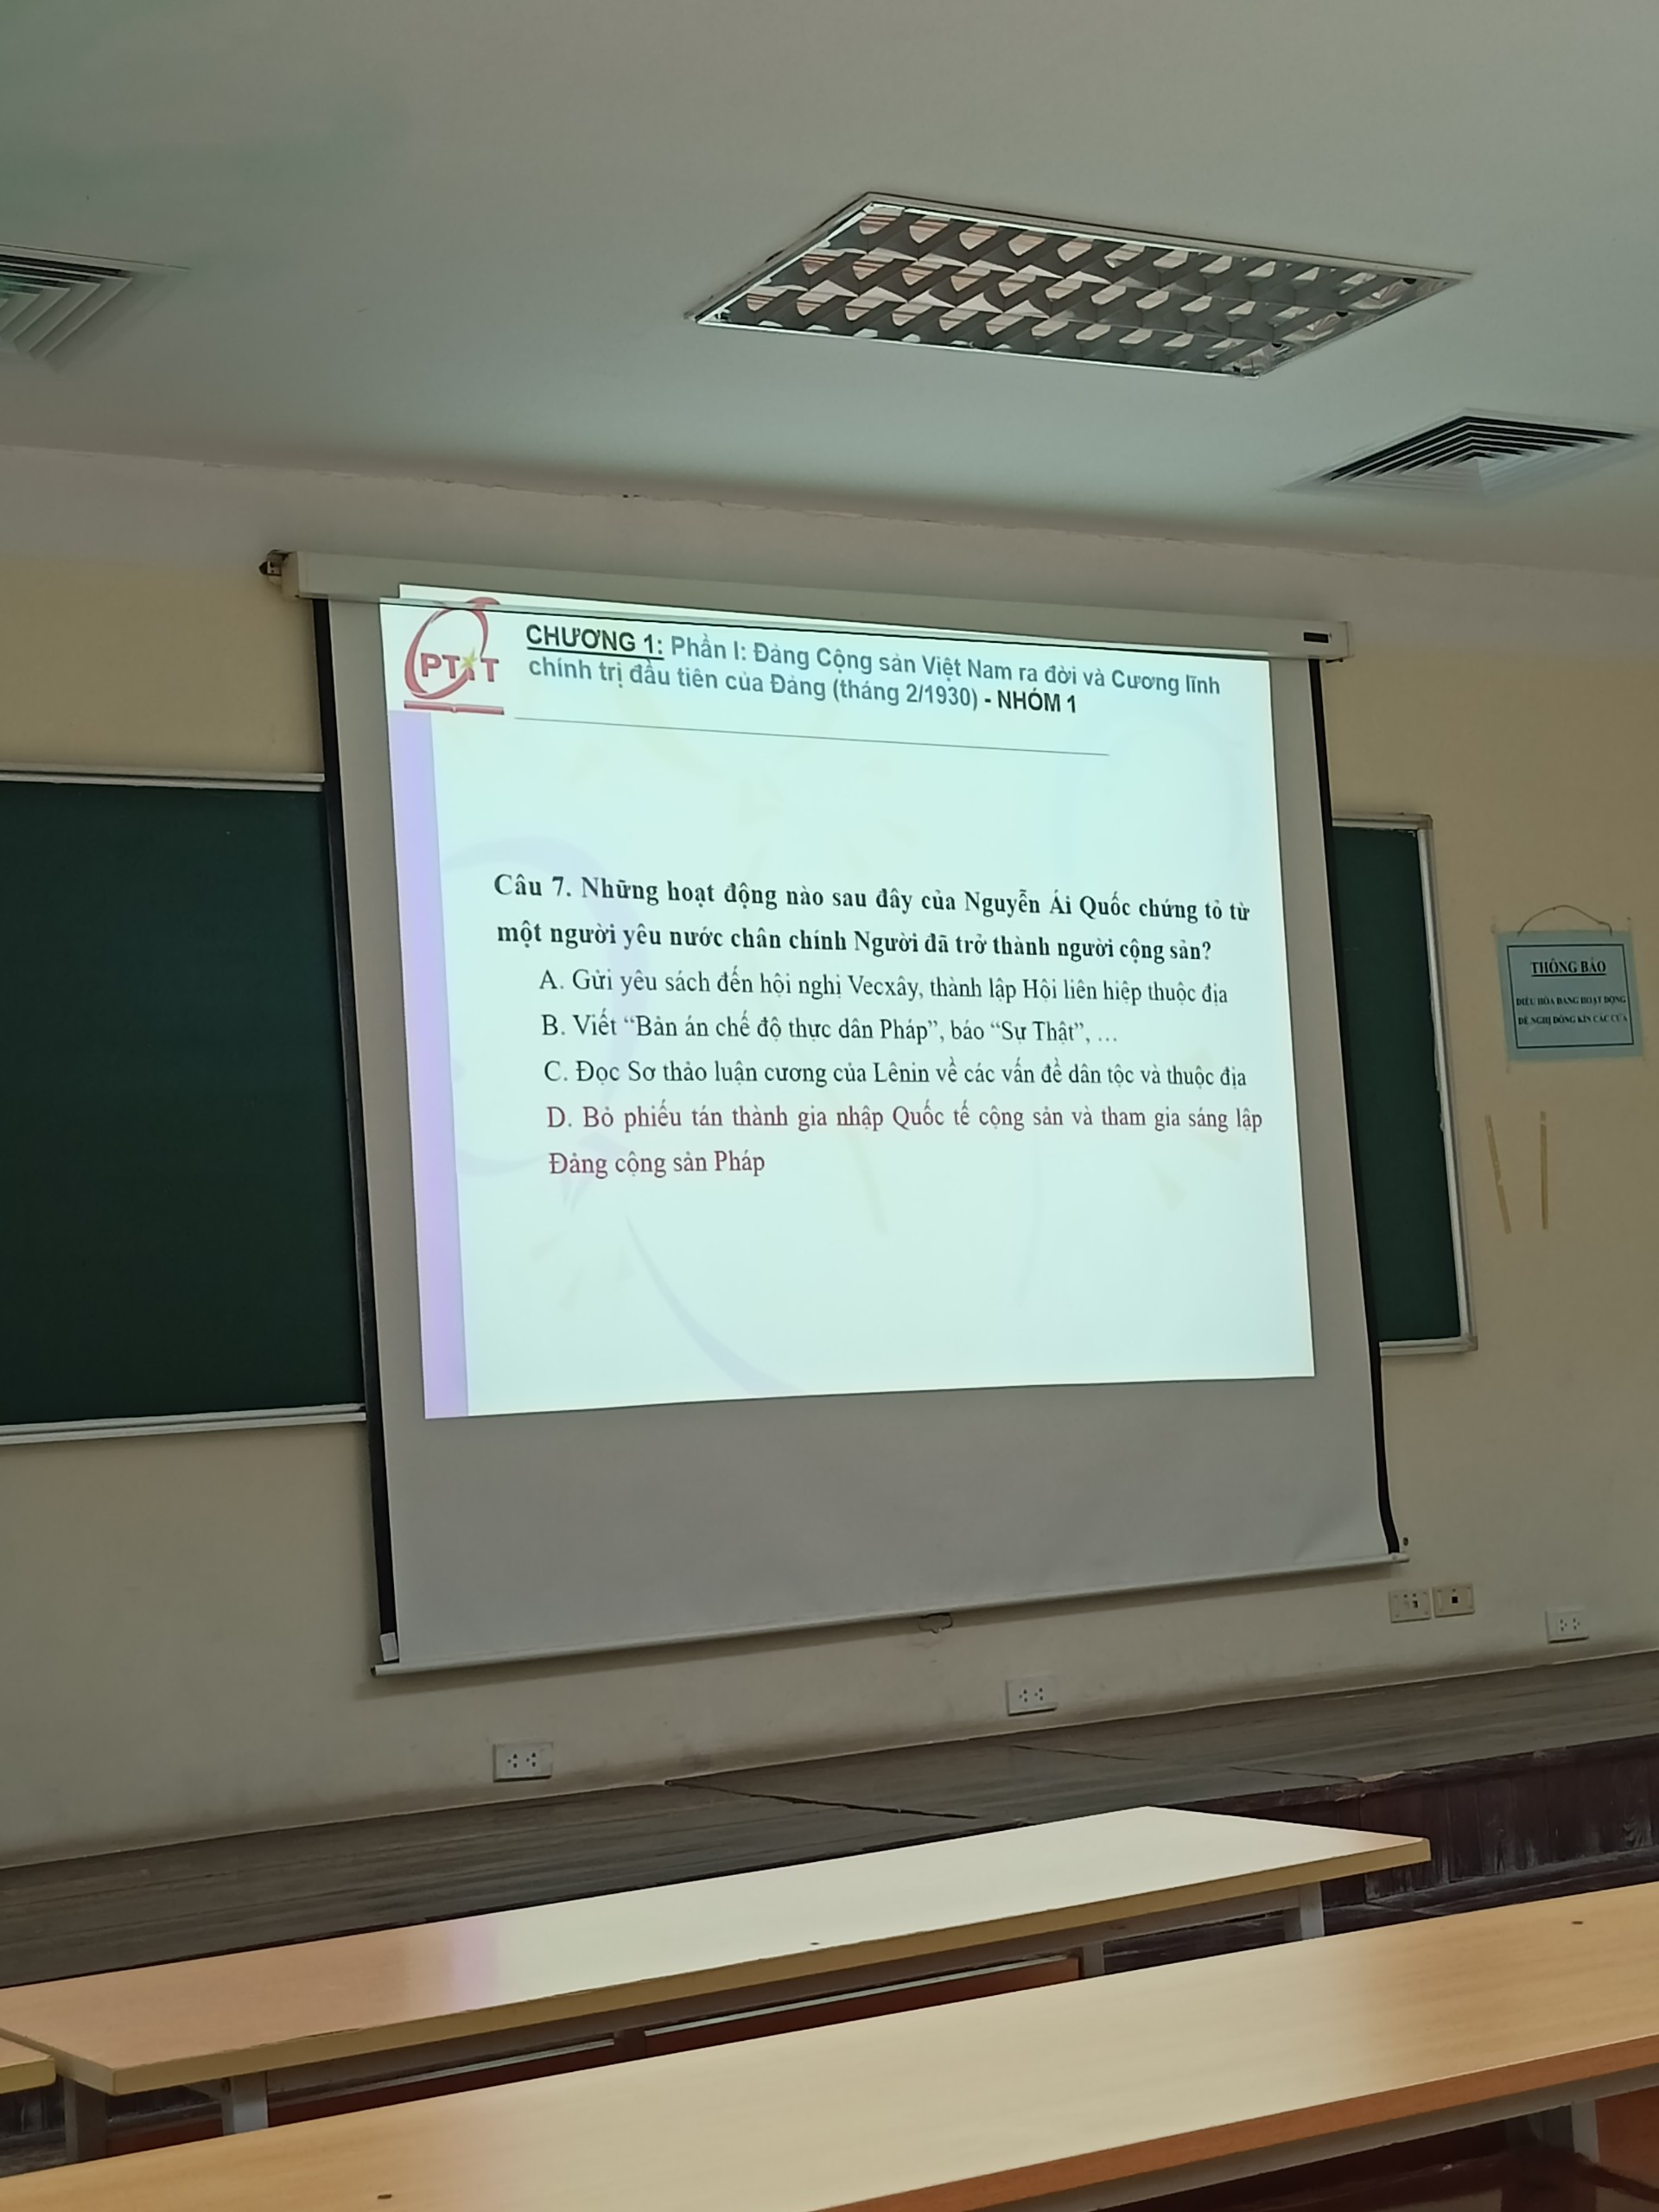 PTIT
CHƯƠNG 1: Phần I: Đảng Cộng sản Việt Nam ra đời và Cương lĩnh
chính trị đầu tiên của Đảng (tháng 2/1930) - NHÓM 1
Câu 7. Những hoạt động nào sau đây của Nguyễn Ái Quốc chứng tỏ từ
một người yêu nước chân chính Người đã trở thành người cộng sản?
A. Gửi yêu sách đến hội nghị Vecxây, thành lập Hội liên hiệp thuộc địa
B. Viết “Bản án chế độ thực dân Pháp”, báo “Sự Thật”, …
C. Đọc Sơ thảo luận cương của Lênin về các vấn đề dân tộc và thuộc địa
D. Bỏ phiếu tán thành gia nhập Quốc tế cộng sản và tham gia sáng lập
Đảng cộng sản Pháp
THÔNG BÁO
ĐIỀU HÒA ĐANG HOẠT ĐỘNG
ĐỀ NGHỊ ĐÓNG KÍN CÁC CỬA